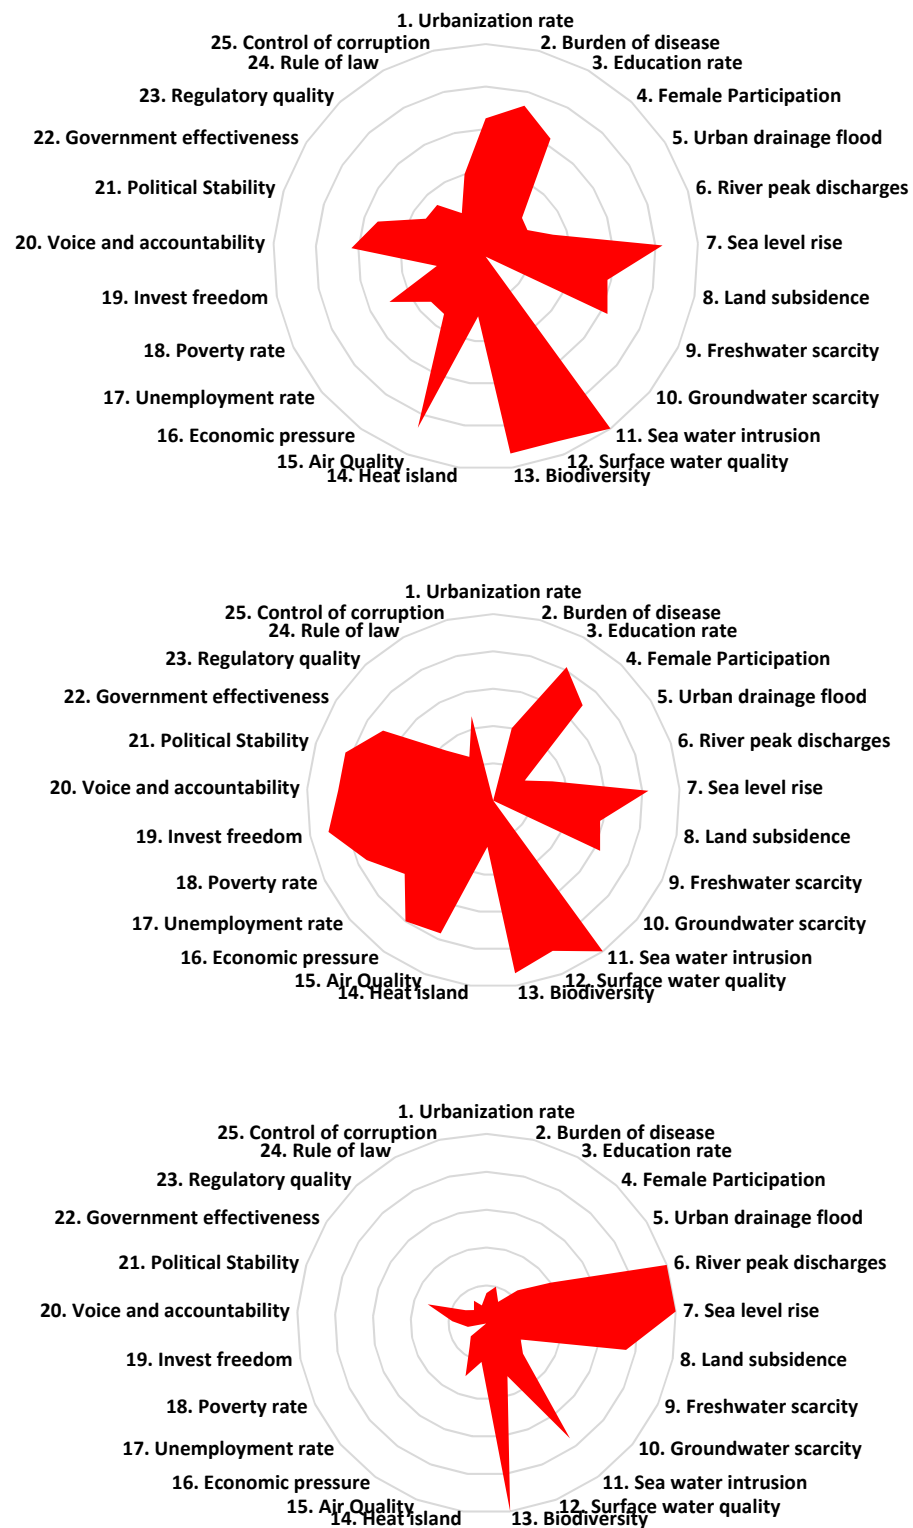 1. Urbanization rate
2. Burden of disease
3. Education rate
4. Female Participation
5. Urban drainage flood
6. River peak discharges
7. Sea level rise
8. Land subsidence
9. Freshwater scarcity
10. Groundwater scarcity
11. Sea water intrusion
12. Surface water quality
13. Biodiversity
14. Heat island
15. Air Quality
16. Economic pressure
17. Unemployment rate
18. Poverty rate
19. Invest freedom
20. Voice and accountability
21. Political Stability
22. Government effectiveness
23. Regulatory quality
24. Rule of law
25. Control of corruption
1. Urbanization rate
2. Burden of disease
3. Education rate
4. Female Participation
5. Urban drainage flood
6. River peak discharges
7. Sea level rise
8. Land subsidence
9. Freshwater scarcity
10. Groundwater scarcity
11. Sea water intrusion
12. Surface water quality
13. Biodiversity
14. Heat island
15. Air Quality
16. Economic pressure
17. Unemployment rate
18. Poverty rate
19. Invest freedom
20. Voice and accountability
21. Political Stability
22. Government effectiveness
23. Regulatory quality
24. Rule of law
25. Control of corruption
1. Urbanization rate
2. Burden of disease
3. Education rate
4. Female Participation
5. Urban drainage flood
6. River peak discharges
7. Sea level rise
8. Land subsidence
9. Freshwater scarcity
10. Groundwater scarcity
11. Sea water intrusion
12. Surface water quality
13. Biodiversity
14. Heat island
15. Air Quality
16. Economic pressure
17. Unemployment rate
18. Poverty rate
19. Invest freedom
20. Voice and accountability
21. Political Stability
22. Government effectiveness
23. Regulatory quality
24. Rule of law
25. Control of corruption